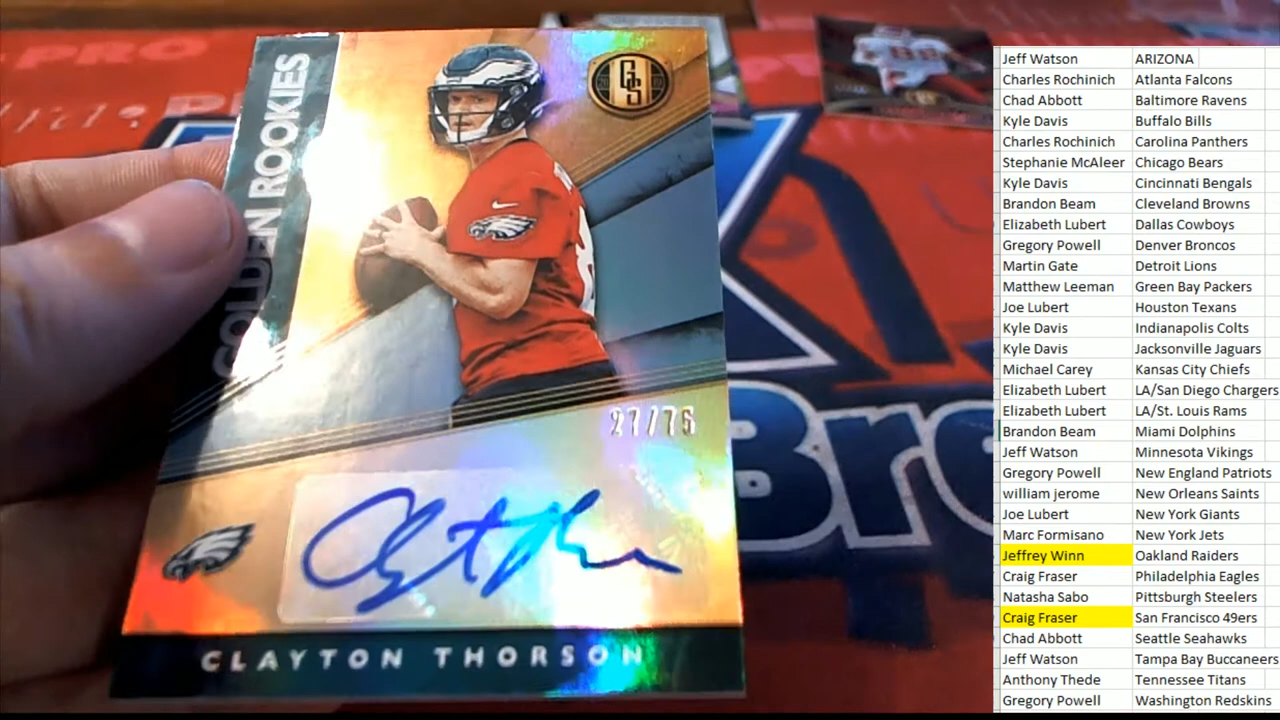 PRO
GOLDEN ROOKIES
GS
27/75
CLAYTON THORSON
Bro
Jeff Watson ARIZONA
Charles Rochinich Atlanta Falcons
Chad Abbott Baltimore Ravens
Kyle Davis Buffalo Bills
Charles Rochinich Carolina Panthers
Stephanie McAleer Chicago Bears
Kyle Davis Cincinnati Bengals
Brandon Beam Cleveland Browns
Elizabeth Lubert Dallas Cowboys
Gregory Powell Denver Broncos
Martin Gate Detroit Lions
Matthew Leeman Green Bay Packers
Joe Lubert Houston Texans
Kyle Davis Indianapolis Colts
Kyle Davis Jacksonville Jaguars
Michael Carey Kansas City Chiefs
Elizabeth Lubert LA/San Diego Chargers
Elizabeth Lubert LA/St. Louis Rams
Brandon Beam Miami Dolphins
Jeff Watson Minnesota Vikings
Gregory Powell New England Patriots
william jerome New Orleans Saints
Joe Lubert New York Giants
Marc Formisano New York Jets
Jeffrey Winn Oakland Raiders
Craig Fraser Philadelphia Eagles
Natasha Sabo Pittsburgh Steelers
Craig Fraser San Francisco 49ers
Chad Abbott Seattle Seahawks
Jeff Watson Tampa Bay Buccaneers
Anthony Thede Tennessee Titans
Gregory Powell Washington Redskins